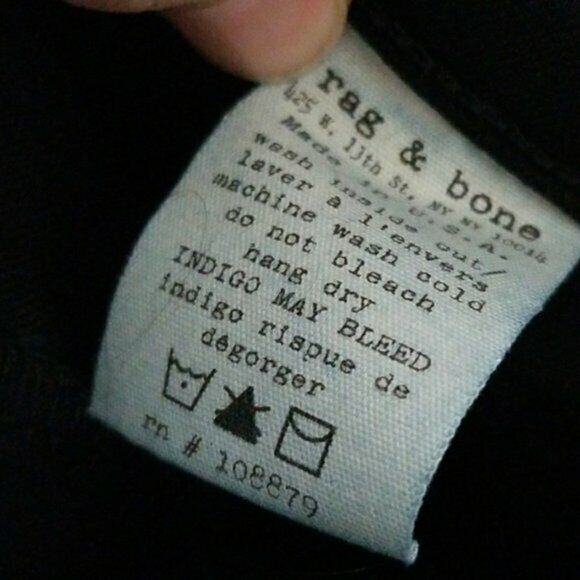 rag & bone
425 W. 13th St, NY NY 10014
Made in U.S.A.
wash inside out/
laver à l'envers
machine wash cold
do not bleach
hang dry
INDIGO MAY BLEED
indigo rispue de
dégorger
rn # 108879